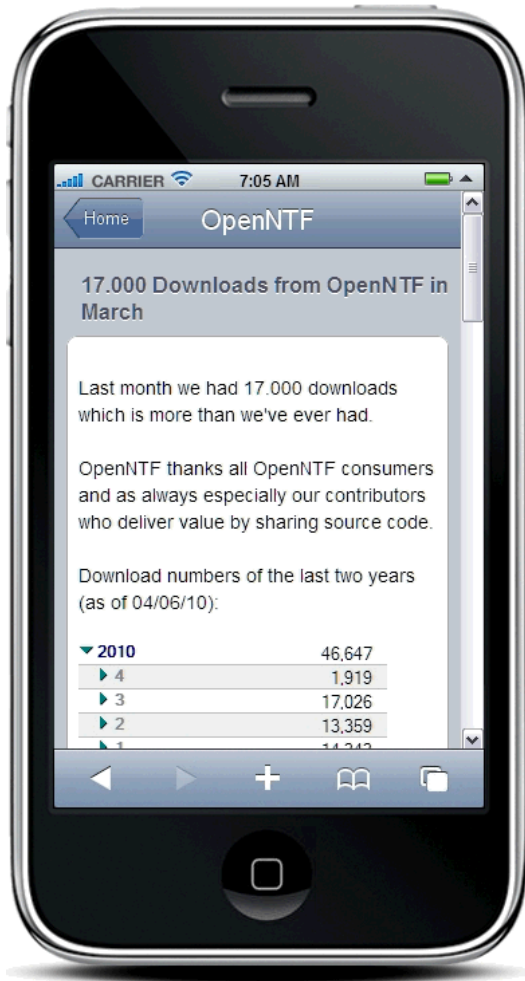 CARRIER 7:05 AM
Home OpenNTF
17.000 Downloads from OpenNTF in
March
Last month we had 17.000 downloads
which is more than we've ever had.
OpenNTF thanks all OpenNTF consumers
and as always especially our contributors
who deliver value by sharing source code.
Download numbers of the last two years
(as of 04/06/10):
2010 46,647
4 1,919
3 17,026
2 13,359